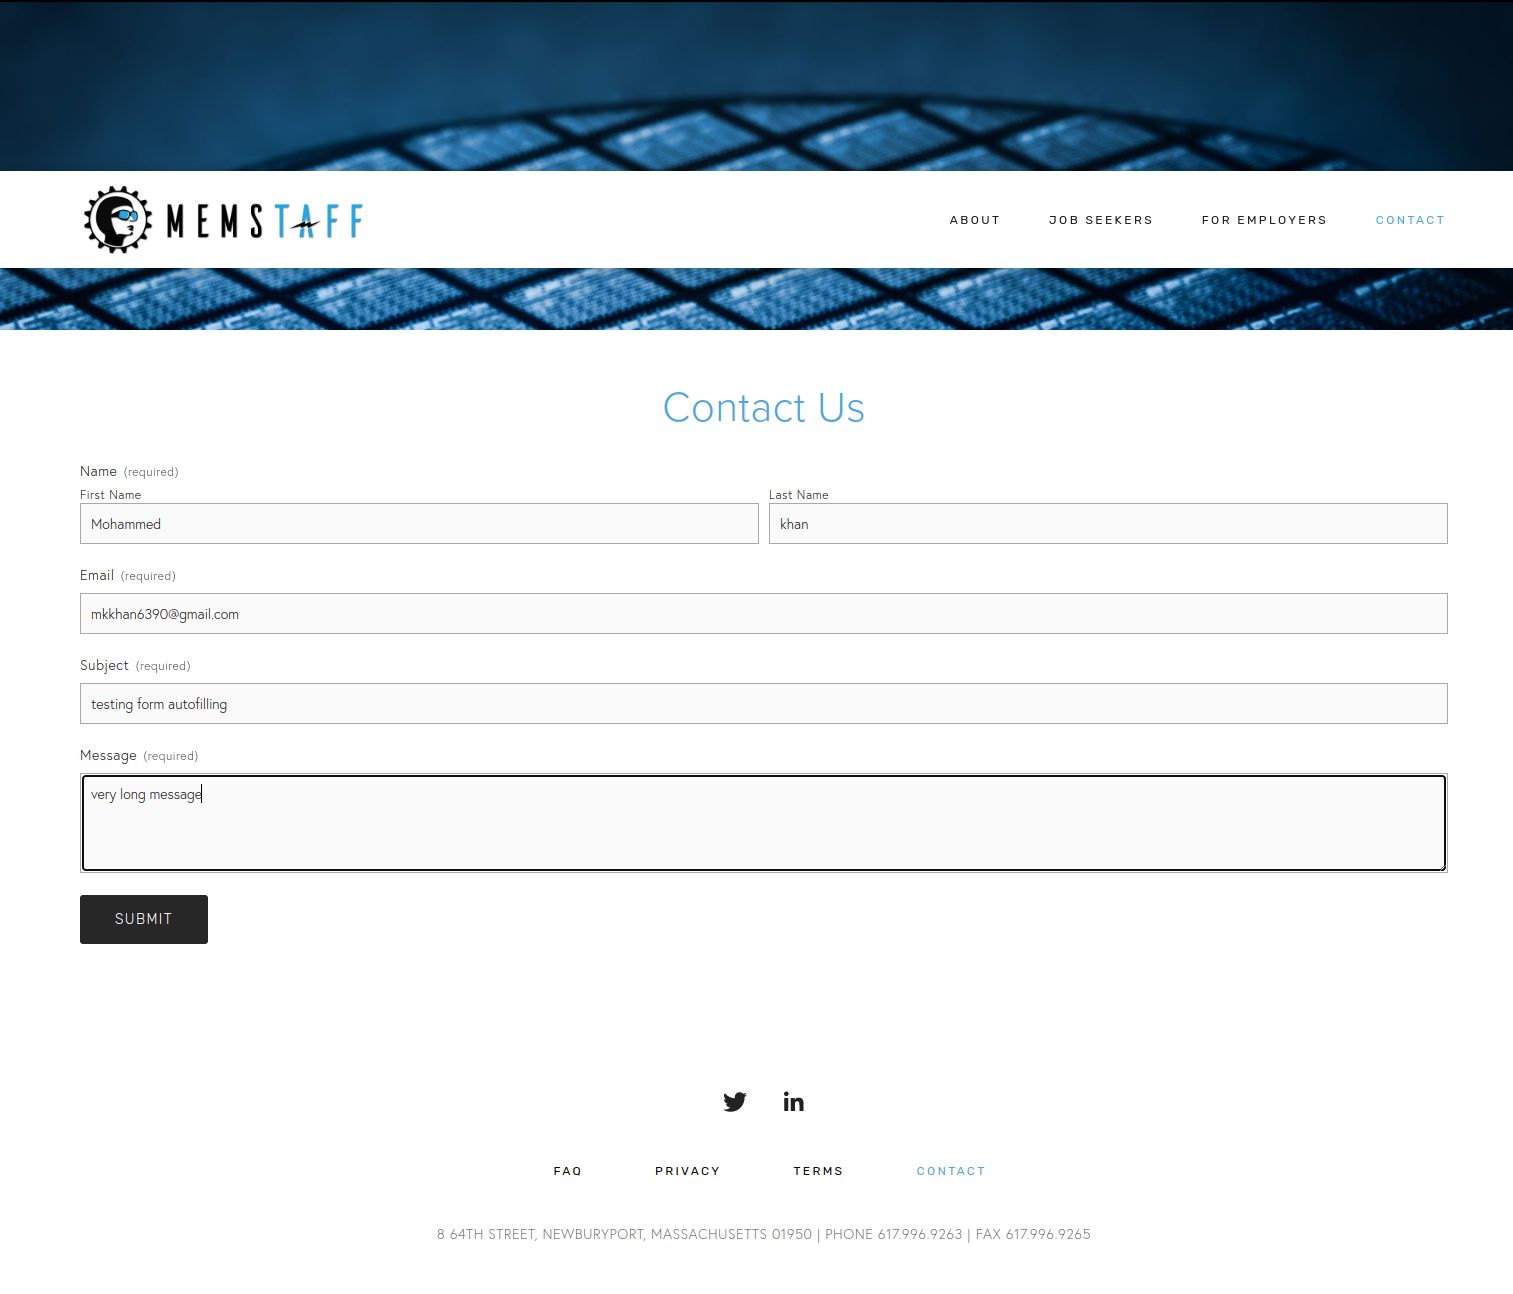 MEMSTAFF
ABOUT JOB SEEKERS FOR EMPLOYERS CONTACT
Contact Us
Name (required)
First Name Last Name
Mohammed khan
Email (required)
mkkhan6390@gmail.com
Subject (required)
testing form autofilling
Message (required)
very long message
SUBMIT
in
FAQ PRIVACY TERMS CONTACT
8 64TH STREET, NEWBURYPORT, MASSACHUSETTS 01950 | PHONE 617.996.9263 | FAX 617.996.9265